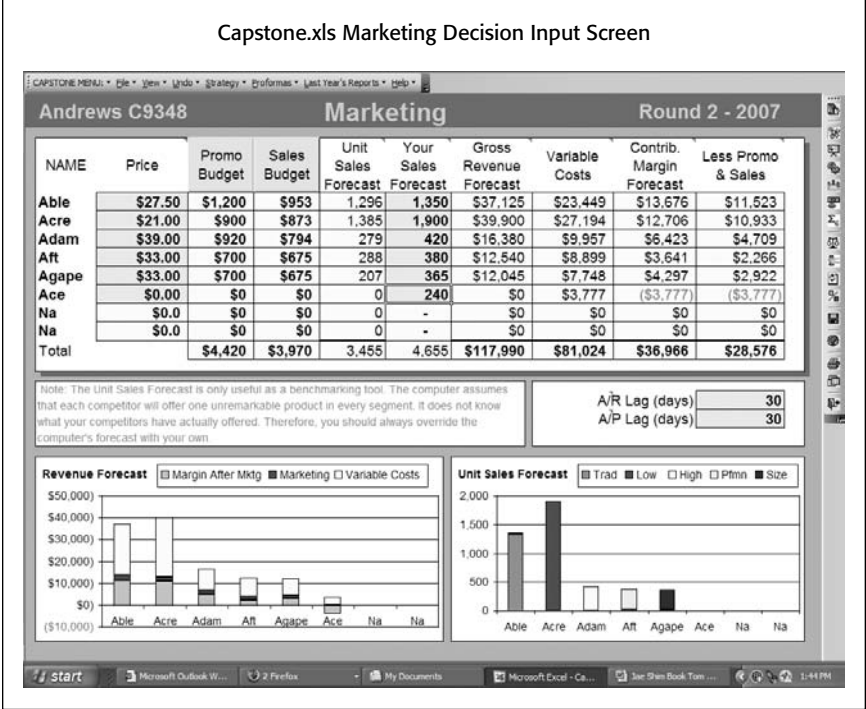 Capstone.xls Marketing Decision Input Screen
CAPSTONE MENU: File View Undo Strategy Proformas Last Year's Reports Help
Andrews C9348 Marketing Round 2 - 2007
NAME Price Promo Budget Sales Budget Unit Sales Forecast Your Sales Forecast Gross Revenue Forecast Variable Costs Contrib. Margin Forecast Less Promo & Sales
Able $27.50 $1,200 $953 1,296 1,350 $37,125 $23,449 $13,676 $11,523
Acre $21.00 $900 $873 1,385 1,900 $39,900 $27,194 $12,706 $10,933
Adam $39.00 $920 $794 279 420 $16,380 $9,957 $6,423 $4,709
Aft $33.00 $700 $675 288 380 $12,540 $8,899 $3,641 $2,266
Agape $33.00 $700 $675 207 365 $12,045 $7,748 $4,297 $2,922
Ace $0.00 $0 $0 0 240 $0 $3,777 ($3,777) ($3,777)
Na $0.0 $0 $0 0 - $0 $0 $0 $0
Na $0.0 $0 $0 0 - $0 $0 $0 $0
Total $4,420 $3,970 3,455 4,655 $117,990 $81,024 $36,966 $28,576
Note: The Unit Sales Forecast is only useful as a benchmarking tool. The computer assumes
that each competitor will offer one unremarkable product in every segment. It does not know
what your competitors have actually offered. Therefore, you should always override the
computer's forecast with your own.
A/R Lag (days) 30
A/P Lag (days) 30
Revenue Forecast Margin After Mktg Marketing Variable Costs
$50,000)
$40,000)
$30,000)
$20,000)
$10,000)
$0)
($10,000)
Able Acre Adam Aft Agape Ace Na Na
Unit Sales Forecast Trad Low High Pfmn Size
2,000
1,500
1,000
500
0
Able Acre Adam Aft Agape Ace Na Na
start Microsoft Outlook W... 2 Firefox My Documents Microsoft Excel - Ca... Jae Shim Book Tom ... 1:44 PM